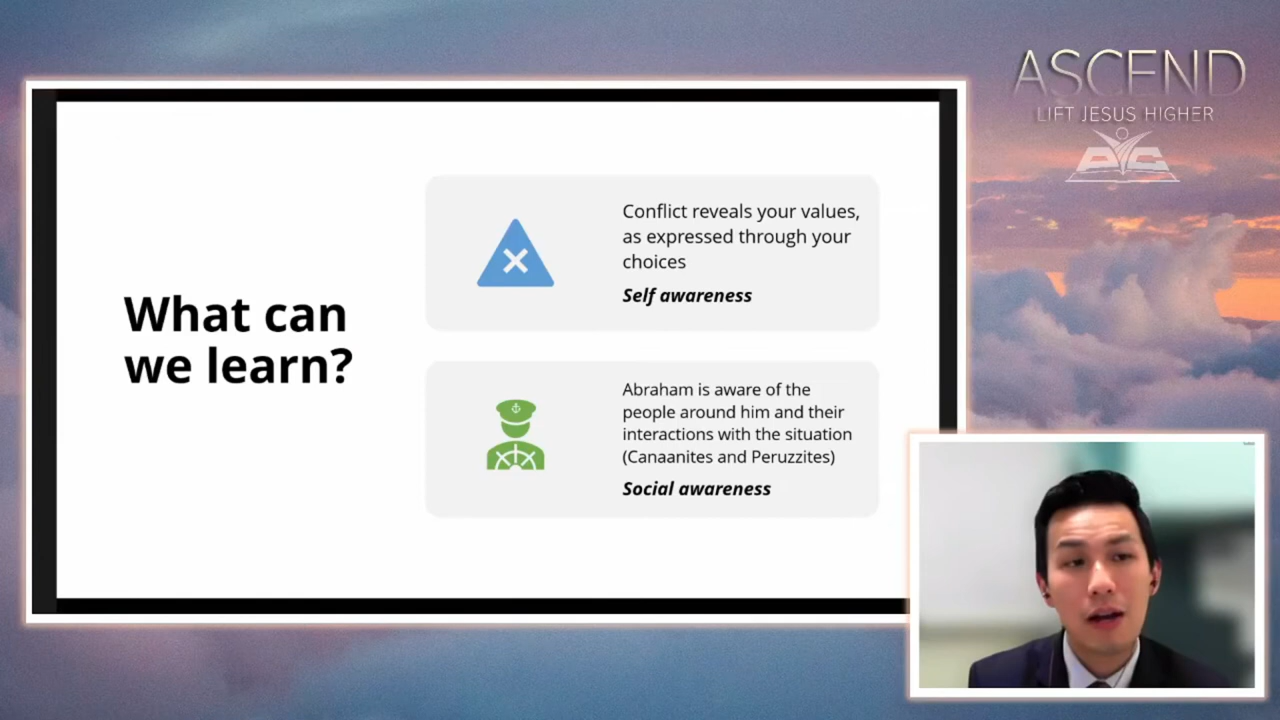 ASCEND
LIFT JESUS HIGHER
AYC
What can
we learn?
Conflict reveals your values,
as expressed through your
choices
Self awareness
Abraham is aware of the
people around him and their
interactions with the situation
(Canaanites and Peruzzites)
Social awareness